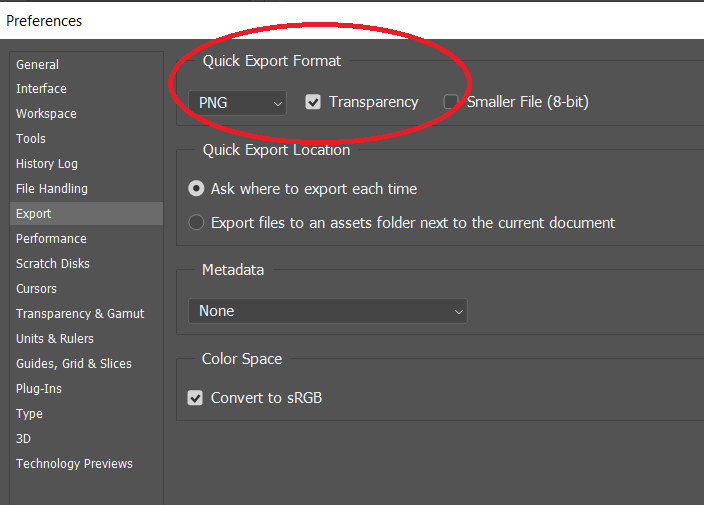 Preferences
General
Interface
Workspace
Tools
History Log
File Handling
Export
Performance
Scratch Disks
Cursors
Transparency & Gamut
Units & Rulers
Guides, Grid & Slices
Plug-Ins
Type
3D
Technology Previews
Quick Export Format
PNG Transparency Smaller File (8-bit)
Quick Export Location
Ask where to export each time
Export files to an assets folder next to the current document
Metadata
None
Color Space
Convert to sRGB